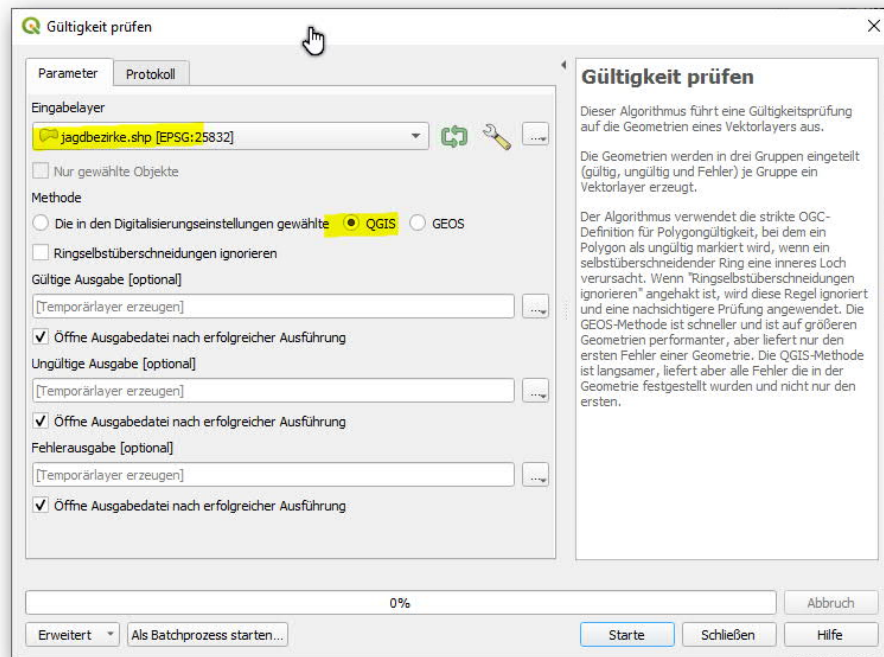 Gültigkeit prüfen
Parameter
Protokoll
Eingabelayer
jagdbezirke.shp [EPSG:25832]
...
Nur gewählte Objekte
Methode
Die in den Digitalisierungseinstellungen gewählte
QGIS
GEOS
Ringselbstüberschneidungen ignorieren
Gültige Ausgabe [optional]
[Temporärlayer erzeugen]
...
Öffne Ausgabedatei nach erfolgreicher Ausführung
Ungültige Ausgabe [optional]
[Temporärlayer erzeugen]
...
Öffne Ausgabedatei nach erfolgreicher Ausführung
Fehlerausgabe [optional]
[Temporärlayer erzeugen]
...
Öffne Ausgabedatei nach erfolgreicher Ausführung
Gültigkeit prüfen
Dieser Algorithmus führt eine Gültigkeitsprüfung
auf die Geometrien eines Vektorlayers aus.
Die Geometrien werden in drei Gruppen eingeteilt
(gültig, ungültig und Fehler) je Gruppe ein
Vektorlayer erzeugt.
Der Algorithmus verwendet die strikte OGC-
Definition für Polygongültigkeit, bei dem ein
Polygon als ungültig markiert wird, wenn ein
selbstüberschneidender Ring eine inneres Loch
verursacht. Wenn "Ringselbstüberschneidungen
ignorieren" angehakt ist, wird diese Regel ignoriert
und eine nachsichtigere Prüfung angewendet. Die
GEOS-Methode ist schneller und ist auf größeren
Geometrien performanter, aber liefert nur den
ersten Fehler einer Geometrie. Die QGIS-Methode
ist langsamer, liefert aber alle Fehler die in der
Geometrie festgestellt wurden und nicht nur den
ersten.
0%
Abbruch
Erweitert
Als Batchprozess starten...
Starte
Schließen
Hilfe